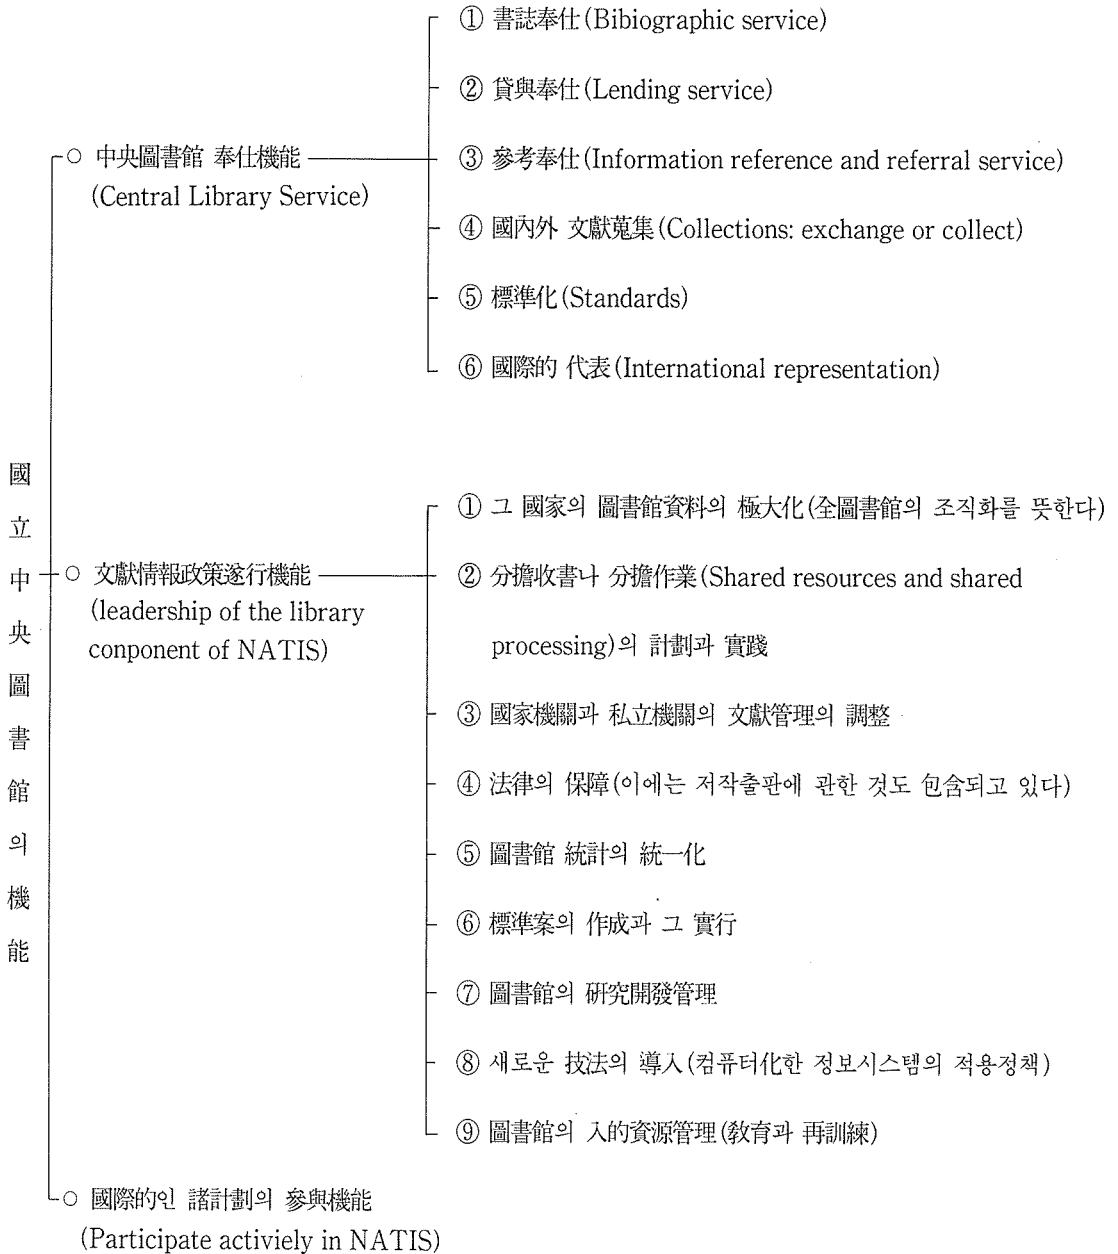 國立中央圖書館의機能
○ 中央圖書館 奉仕機能
(Central Library Service)
① 書誌奉仕(Bibiographic service)
② 貸與奉仕(Lending service)
③ 參考奉仕(Information reference and referral service)
④ 國內外 文獻蒐集(Collections: exchange or collect)
⑤ 標準化(Standards)
⑥ 國際的 代表(International representation)
○ 文獻情報政策遂行機能
(leadership of the library
conponent of NATIS)
① 그 國家의 圖書館資料의 極大化(全圖書館의 조직화를 뜻한다)
② 分擔收書나 分擔作業(Shared resources and shared
processing)의 計劃과 實踐
③ 國家機關과 私立機關의 文獻管理의 調整
④ 法律의 保障(이에는 저작출판에 관한 것도 包含되고 있다)
⑤ 圖書館 統計의 統一化
⑥ 標準案의 作成과 그 實行
⑦ 圖書館의 硏究開發管理
⑧ 새로운 技法의 導入(컴퓨터化한 정보시스템의 적용정책)
⑨ 圖書館의 入的資源管理(敎育과 再訓練)
○ 國際的인 諸計劃의 參與機能
(Participate activiely in NATIS)